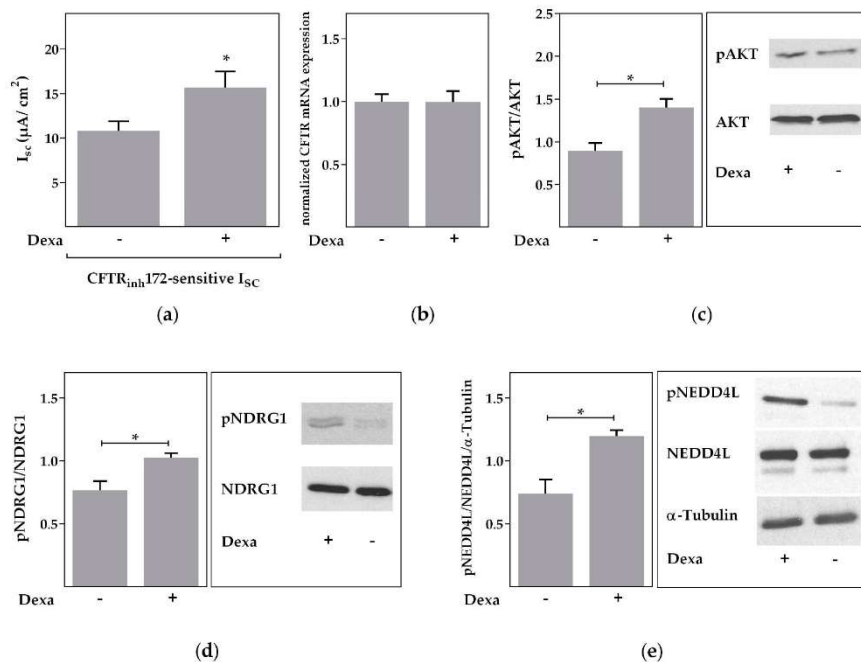 20
15
10
5
I_sc (μA/ cm²)
*
Dexa - +
CFTR_inh172-sensitive I_SC
(a)
1.5
1.0
0.5
normalized CFTR mRNA expression
Dexa - +
(b)
2.5
2.0
1.5
1.0
0.5
pAKT/AKT
*
Dexa - +
pAKT
AKT
Dexa + -
(c)
1.5
1.0
0.5
pNDRG1/NDRG1
*
Dexa - +
pNDRG1
NDRG1
Dexa + -
(d)
1.5
1.0
0.5
pNEDD4L/NEDD4L/α-Tubulin
*
Dexa - +
pNEDD4L
NEDD4L
α-Tubulin
Dexa + -
(e)